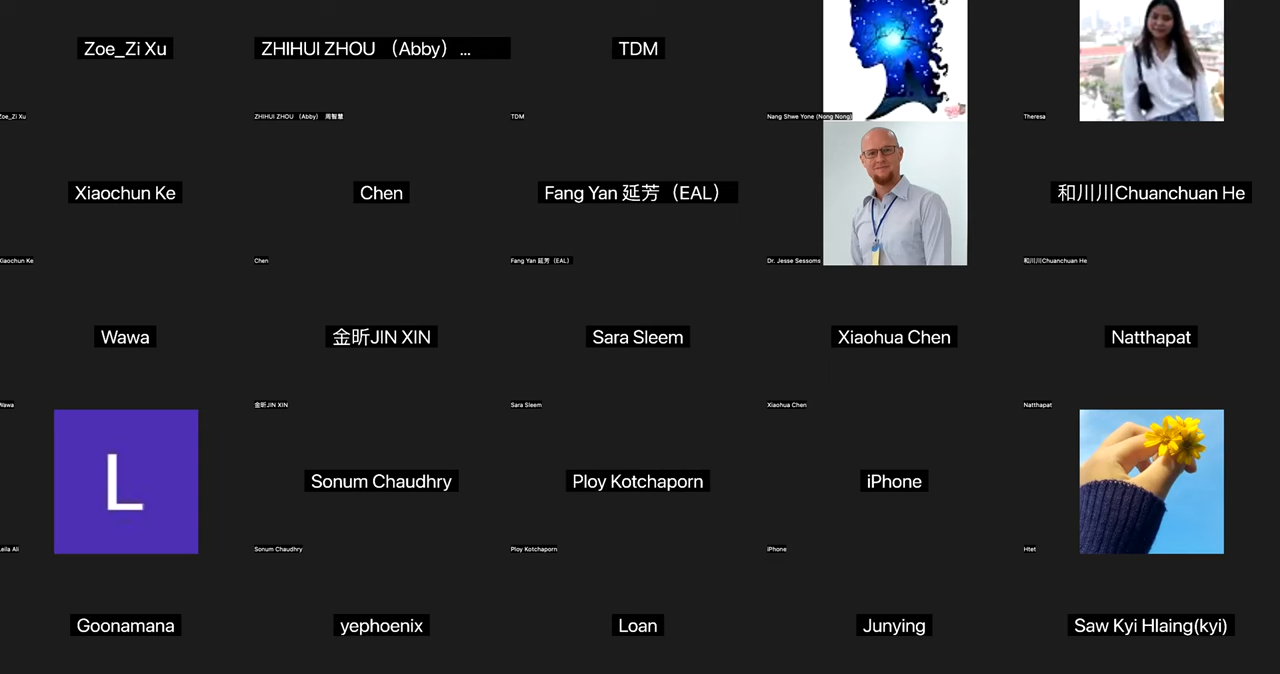 Zoe_Zi Xu
ZHIHUI ZHOU （Abby） ...
TDM
Zoe_Zi Xu
ZHIHUI ZHOU （Abby） 周智慧
TDM
Nang Shwe Yone (Nong Nong)
Theresa
Xiaochun Ke
Chen
Fang Yan 延芳（EAL）
和川川Chuanchuan He
Xiaochun Ke
Chen
Fang Yan 延芳（EAL）
Dr. Jesse Sessoms
和川川Chuanchuan He
Wawa
金昕JIN XIN
Sara Sleem
Xiaohua Chen
Natthapat
Wawa
金昕JIN XIN
Sara Sleem
Xiaohua Chen
Natthapat
L
Sonum Chaudhry
Ploy Kotchaporn
iPhone
Leila Ali
Sonum Chaudhry
Ploy Kotchaporn
iPhone
Htet
Goonamana
yephoenix
Loan
Junying
Saw Kyi Hlaing(kyi)